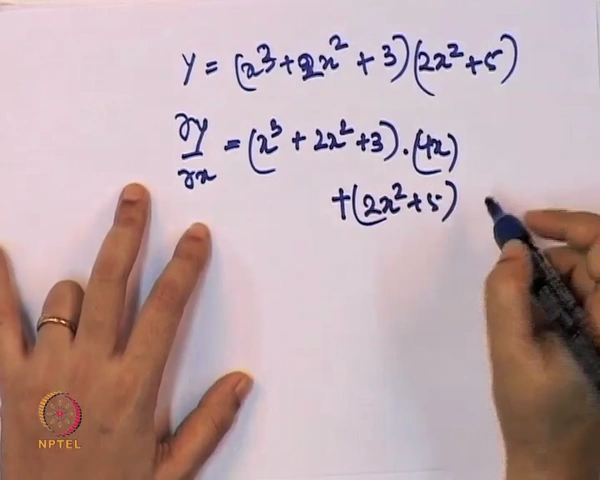 y = (x³ + 2x² + 3)(2x² + 5)
∂y/∂x = (x³ + 2x² + 3) . (4x)
+ (2x² + 5)
NPTEL